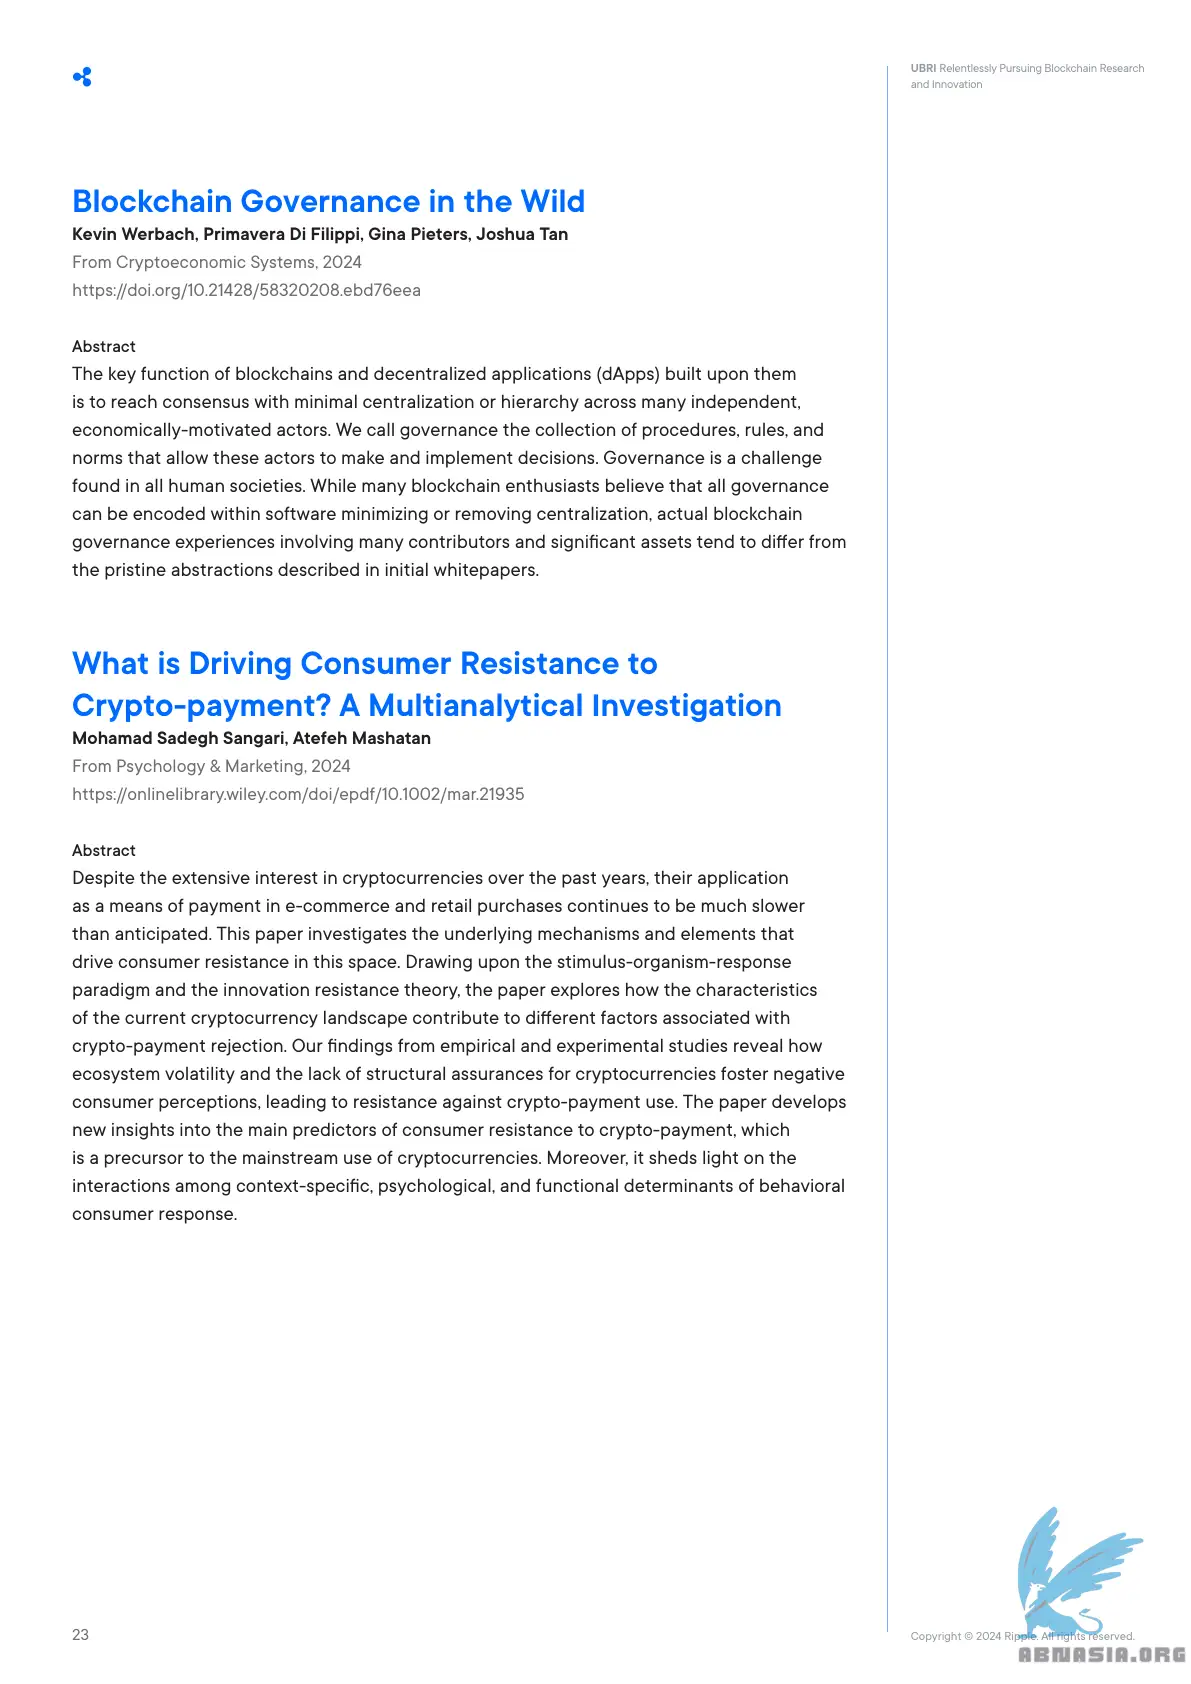 UBRI Relentlessly Pursuing Blockchain Research
and Innovation
Blockchain Governance in the Wild
Kevin Werbach, Primavera Di Filippi, Gina Pieters, Joshua Tan
From Cryptoeconomic Systems, 2024
https://doi.org/10.21428/58320208.ebd76eea
Abstract
The key function of blockchains and decentralized applications (dApps) built upon them
is to reach consensus with minimal centralization or hierarchy across many independent,
economically-motivated actors. We call governance the collection of procedures, rules, and
norms that allow these actors to make and implement decisions. Governance is a challenge
found in all human societies. While many blockchain enthusiasts believe that all governance
can be encoded within software minimizing or removing centralization, actual blockchain
governance experiences involving many contributors and significant assets tend to differ from
the pristine abstractions described in initial whitepapers.
What is Driving Consumer Resistance to
Crypto-payment? A Multianalytical Investigation
Mohamad Sadegh Sangari, Atefeh Mashatan
From Psychology & Marketing, 2024
https://onlinelibrary.wiley.com/doi/epdf/10.1002/mar.21935
Abstract
Despite the extensive interest in cryptocurrencies over the past years, their application
as a means of payment in e-commerce and retail purchases continues to be much slower
than anticipated. This paper investigates the underlying mechanisms and elements that
drive consumer resistance in this space. Drawing upon the stimulus-organism-response
paradigm and the innovation resistance theory, the paper explores how the characteristics
of the current cryptocurrency landscape contribute to different factors associated with
crypto-payment rejection. Our findings from empirical and experimental studies reveal how
ecosystem volatility and the lack of structural assurances for cryptocurrencies foster negative
consumer perceptions, leading to resistance against crypto-payment use. The paper develops
new insights into the main predictors of consumer resistance to crypto-payment, which
is a precursor to the mainstream use of cryptocurrencies. Moreover, it sheds light on the
interactions among context-specific, psychological, and functional determinants of behavioral
consumer response.
23
Copyright © 2024 Ripple. All rights reserved.
ABNASIA.ORG